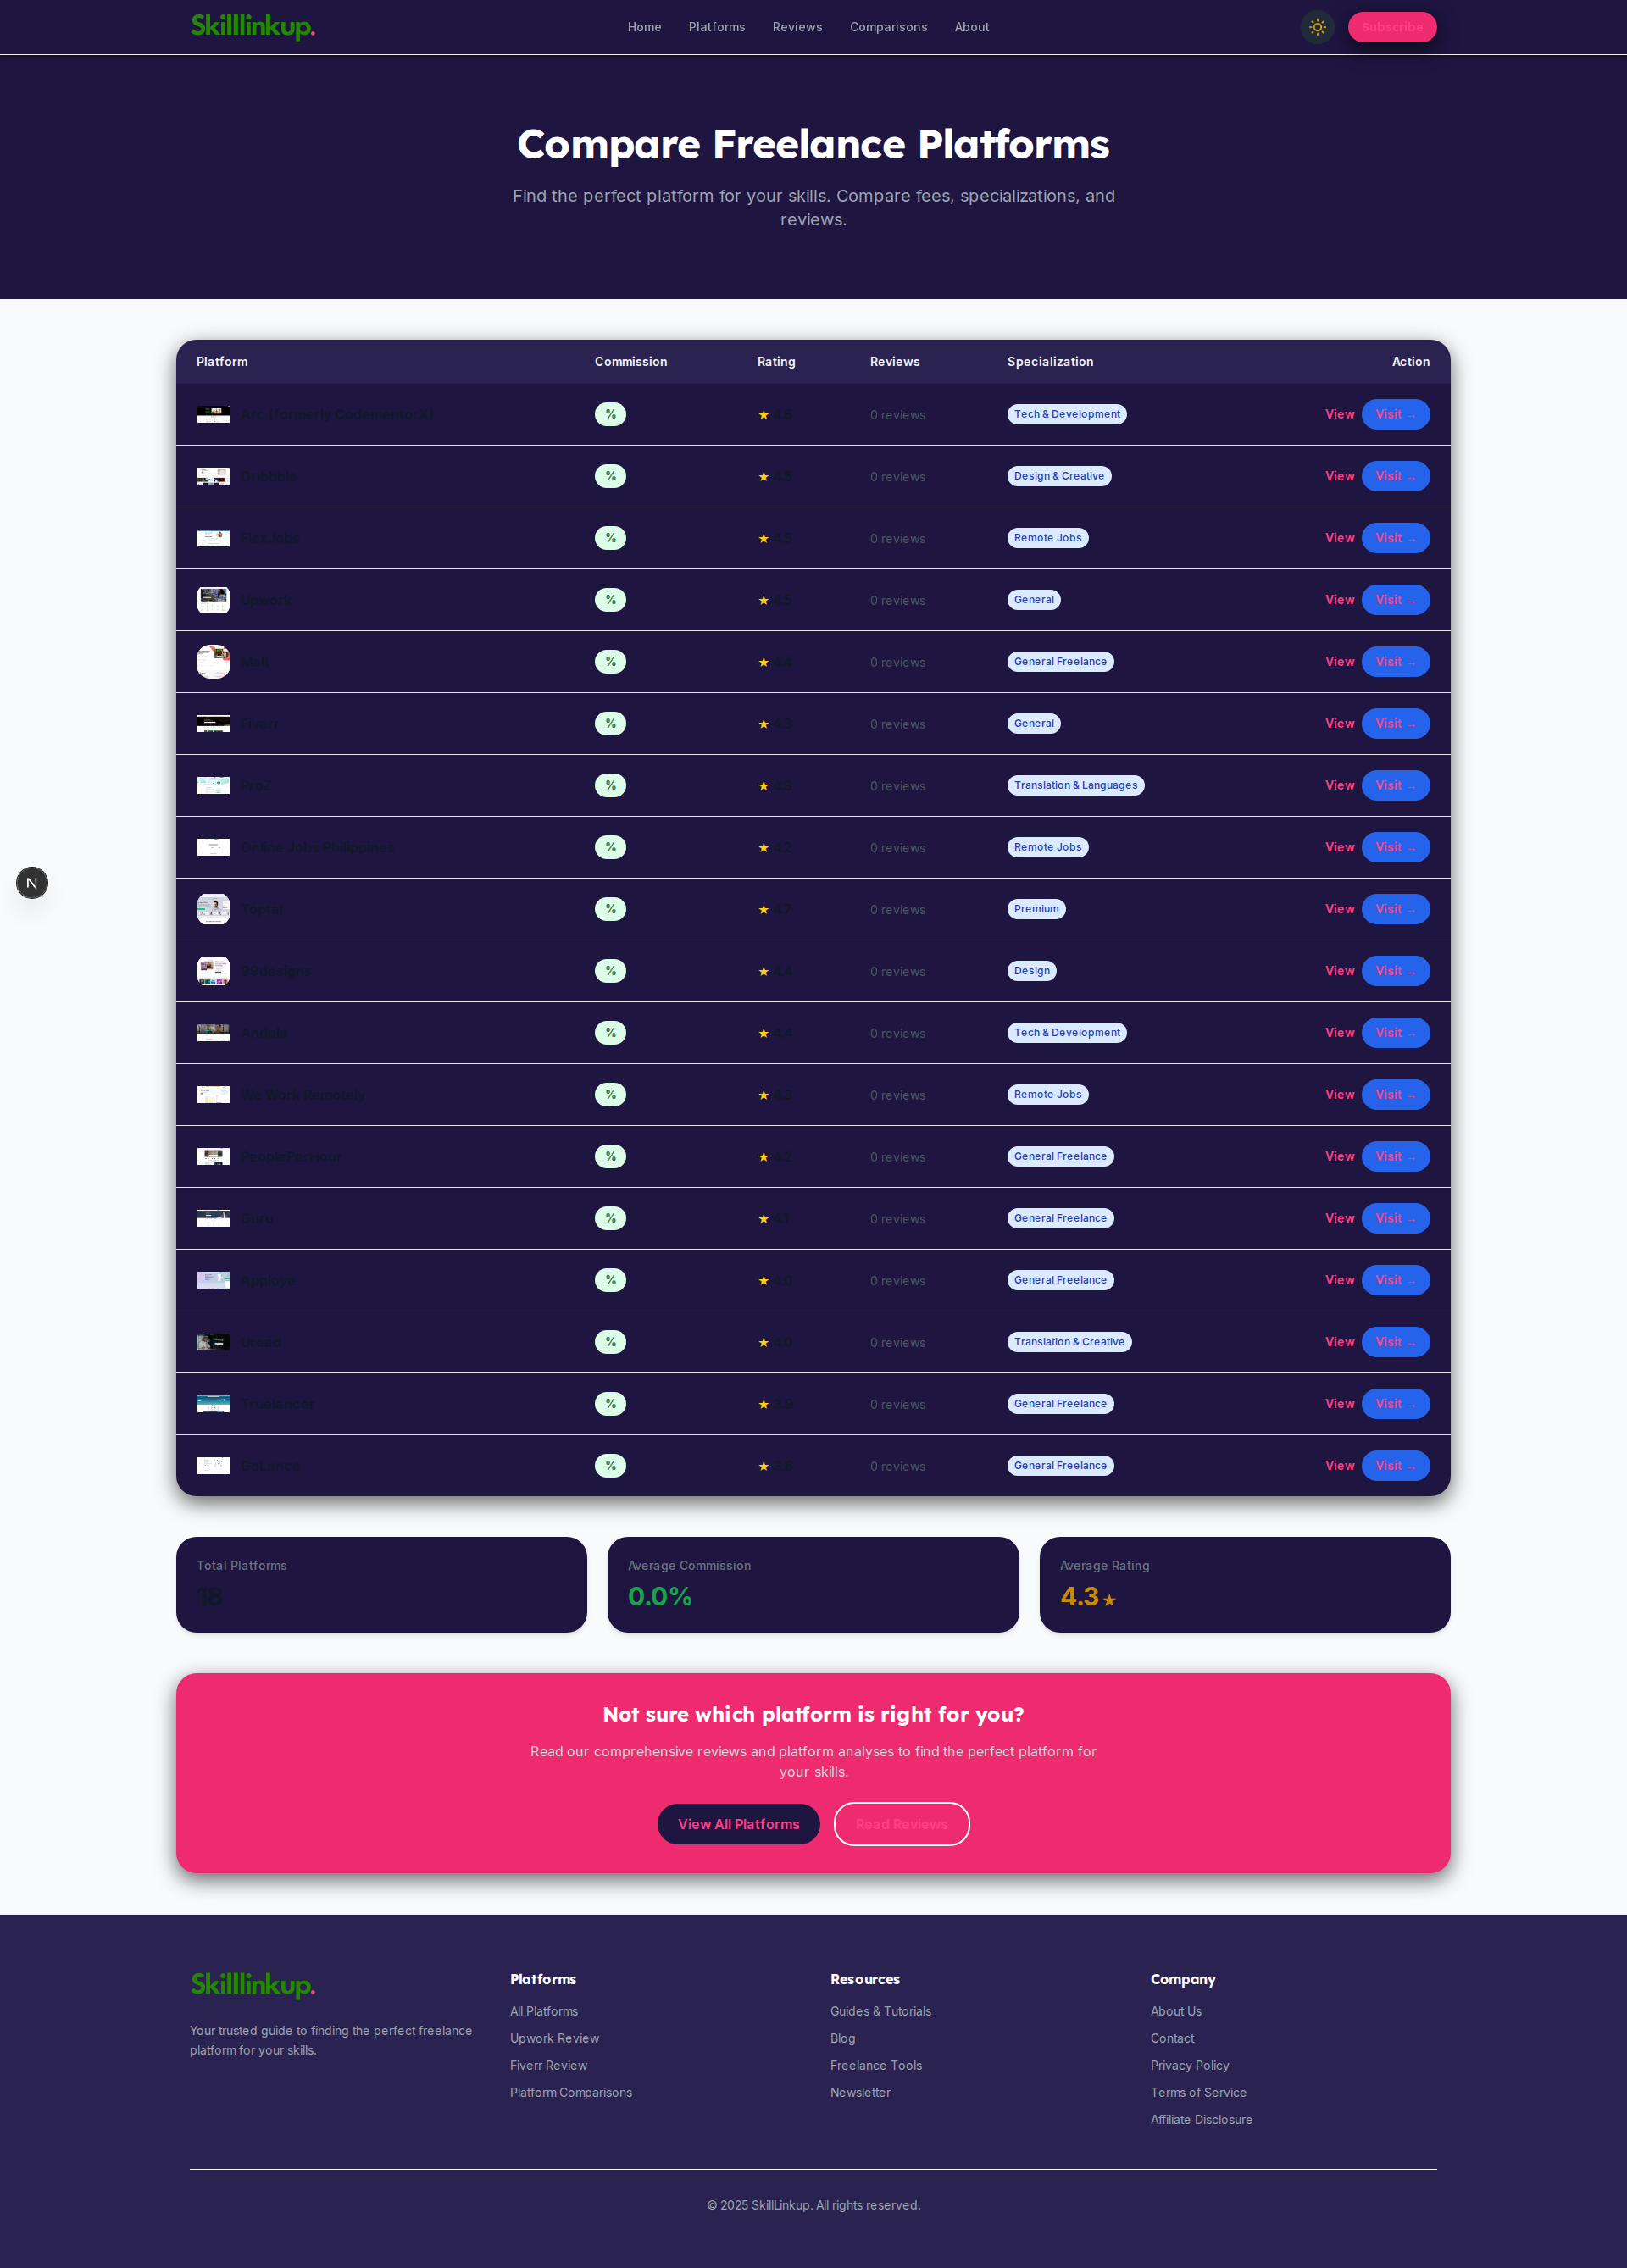 Skilllinkup.
Home Platforms Reviews Comparisons About
Subscribe
Compare Freelance Platforms
Find the perfect platform for your skills. Compare fees, specializations, and
reviews.
Platform Commission Rating Reviews Specialization Action
Arc (formerly CodementorX) % ★ 4.6 0 reviews Tech & Development View Visit →
Dribbble % ★ 4.5 0 reviews Design & Creative View Visit →
FlexJobs % ★ 4.5 0 reviews Remote Jobs View Visit →
Upwork % ★ 4.5 0 reviews General View Visit →
Malt % ★ 4.4 0 reviews General Freelance View Visit →
Fiverr % ★ 4.3 0 reviews General View Visit →
ProZ % ★ 4.3 0 reviews Translation & Languages View Visit →
Online Jobs Philippines % ★ 4.2 0 reviews Remote Jobs View Visit →
Toptal % ★ 4.7 0 reviews Premium View Visit →
99designs % ★ 4.4 0 reviews Design View Visit →
Andela % ★ 4.4 0 reviews Tech & Development View Visit →
We Work Remotely % ★ 4.3 0 reviews Remote Jobs View Visit →
PeoplePerHour % ★ 4.2 0 reviews General Freelance View Visit →
Guru % ★ 4.1 0 reviews General Freelance View Visit →
% ★ 4.0 0 reviews General Freelance View Visit →
Ureed % ★ 4.0 0 reviews Translation & Creative View Visit →
Truelancer % ★ 3.9 0 reviews General Freelance View Visit →
GoLance % ★ 0 reviews General Freelance View Visit →
N
Total Platforms Average Commission Average Rating
18 0.0% 4.3 ★
Not sure which platform is right for you?
Read our comprehensive reviews and platform analyses to find the perfect platform for
your skills.
View All Platforms Read Reviews
Skilllinkup.
Your trusted guide to finding the perfect freelance
platform for your skills.
Platforms
All Platforms
Upwork Review
Fiverr Review
Platform Comparisons
Resources
Guides & Tutorials
Blog
Freelance Tools
Newsletter
Company
About Us
Contact
Privacy Policy
Terms of Service
Affiliate Disclosure
© 2025 SkillLinkup. All rights reserved.